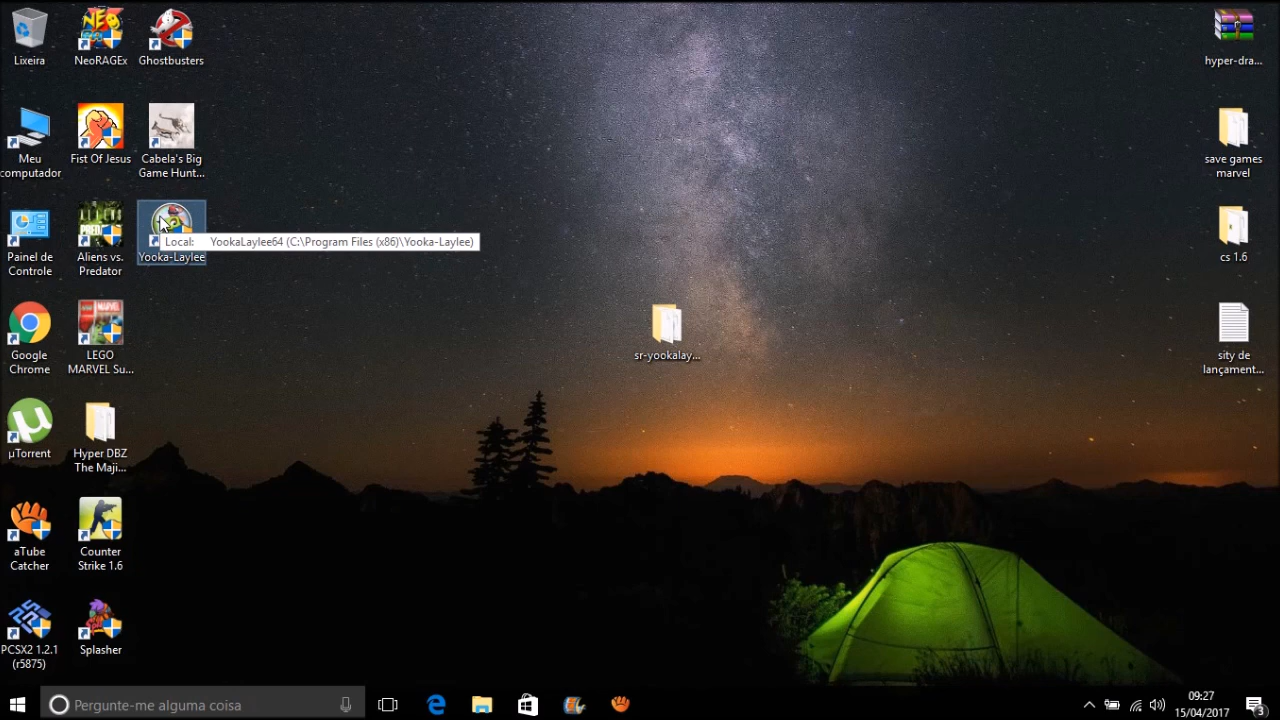 Lixeira
NeoRAGEx
Ghostbusters
hyper-dra...
Meu
computador
Fist Of Jesus
Cabela's Big
Game Hunt...
save games
marvel
Local: YookaLaylee64 (C:\Program Files (x86)\Yooka-Laylee)
Painel de
Controle
Aliens vs.
Predator
Yooka-Laylee
cs 1.6
Google
Chrome
LEGO
MARVEL Su...
sr-yookalay...
sity de
lançament...
µTorrent
Hyper DBZ
The Maji...
aTube
Catcher
Counter
Strike 1.6
PCSX2 1.2.1
(r5875)
Splasher
Pergunte-me alguma coisa
09:27
15/04/2017
3